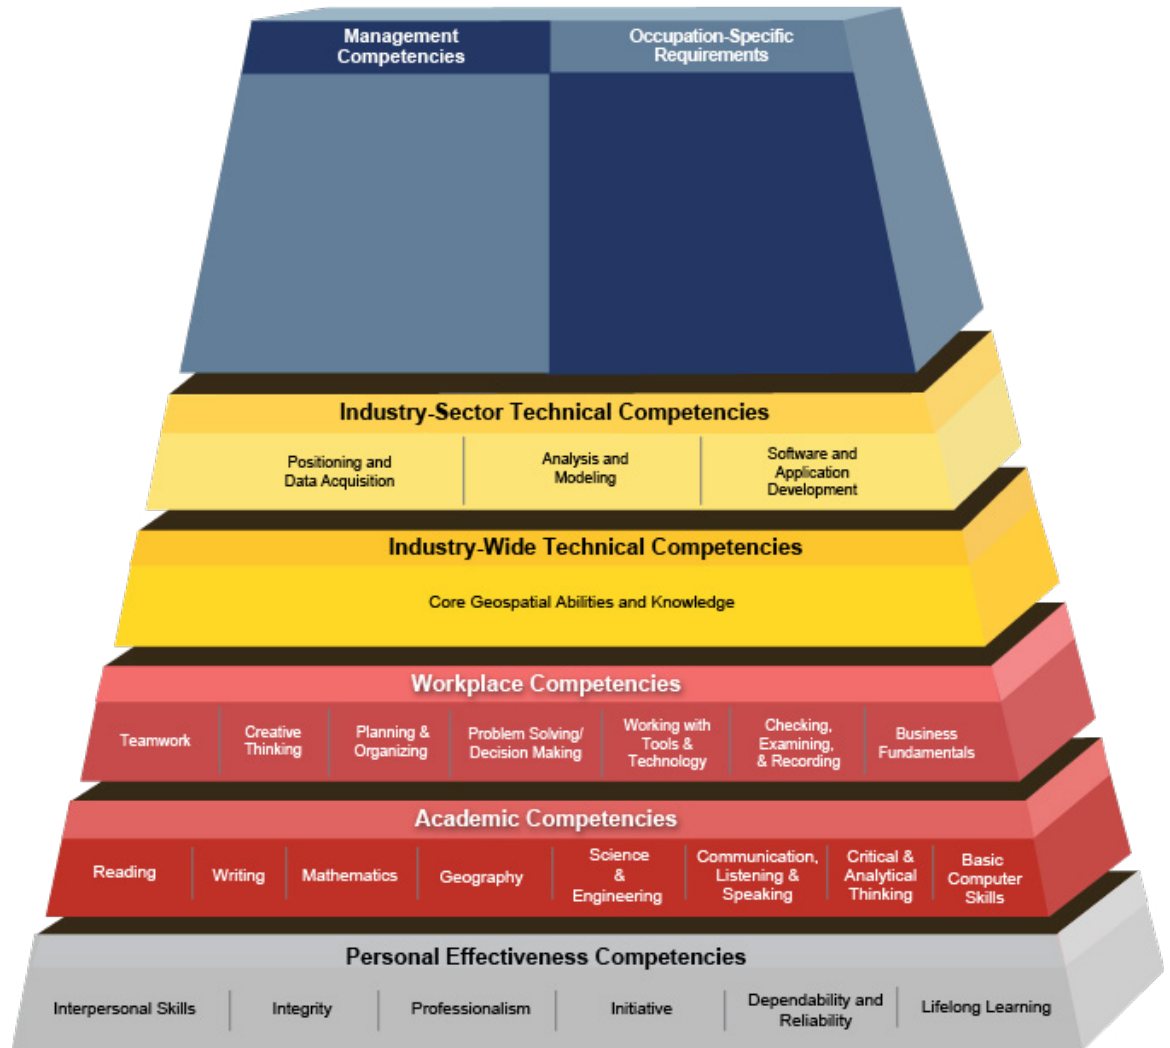 Management
Competencies
Occupation-Specific
Requirements
Industry-Sector Technical Competencies
Positioning and
Data Acquisition
Analysis and
Modeling
Software and
Application
Development
Industry-Wide Technical Competencies
Core Geospatial Abilities and Knowledge
Workplace Competencies
Teamwork
Creative
Thinking
Planning &
Organizing
Problem Solving/
Decision Making
Working with
Tools &
Technology
Checking,
Examining,
& Recording
Business
Fundamentals
Academic Competencies
Reading
Writing
Mathematics
Geography
Science
&
Engineering
Communication,
Listening &
Speaking
Critical &
Analytical
Thinking
Basic
Computer
Skills
Personal Effectiveness Competencies
Interpersonal Skills
Integrity
Professionalism
Initiative
Dependability and
Reliability
Lifelong Learning